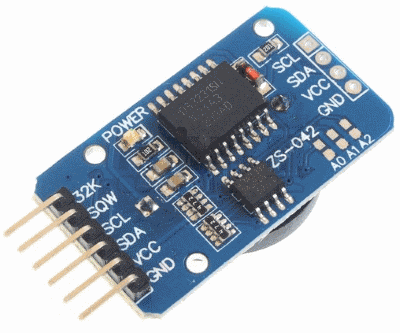 SCL
SDA
VCC
GND
POWER
ZS-042
A0 A1 A2
32K
SQW
SCL
SDA
VCC
GND